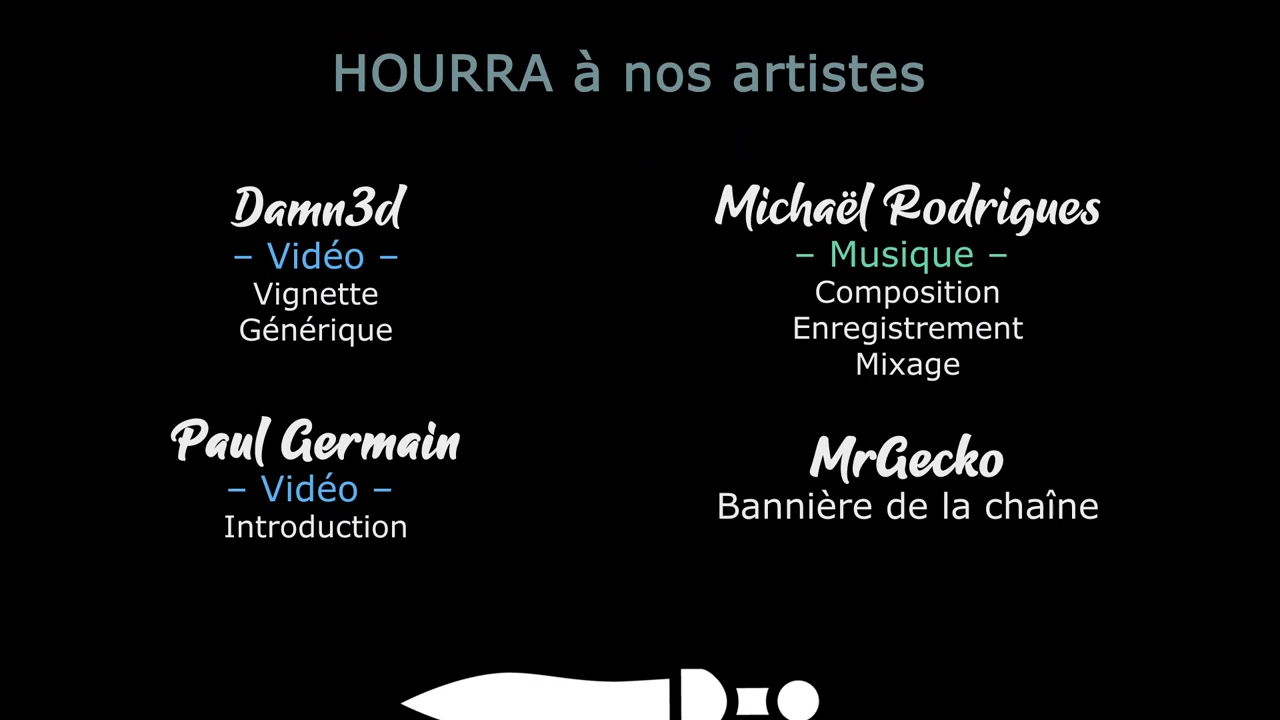 HOURRA à nos artistes
Damn3d
– Vidéo –
Vignette
Générique
Michaël Rodrigues
– Musique –
Composition
Enregistrement
Mixage
Paul Germain
– Vidéo –
Introduction
MrGecko
Bannière de la chaîne